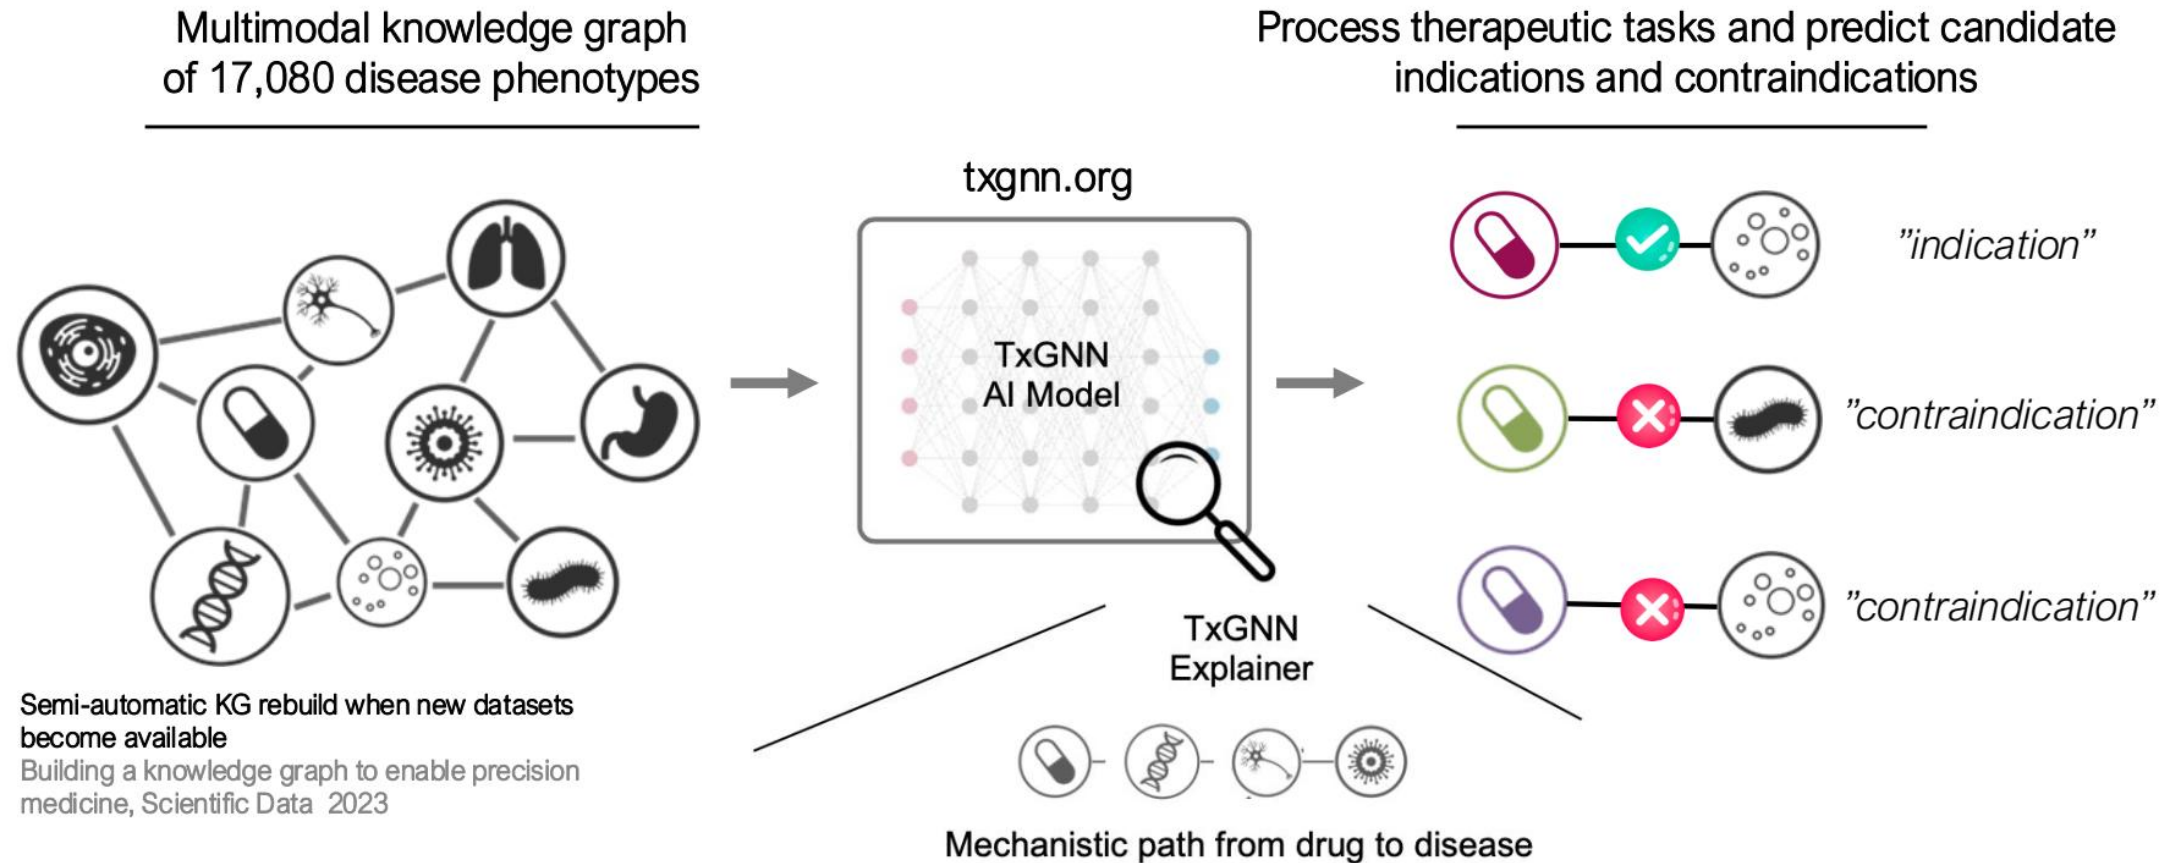 Multimodal knowledge graph
of 17,080 disease phenotypes
Process therapeutic tasks and predict candidate
indications and contraindications
txgnn.org
TxGNN
AI Model
"indication"
"contraindication"
"contraindication"
TxGNN
Explainer
Semi-automatic KG rebuild when new datasets
become available
Building a knowledge graph to enable precision
medicine, Scientific Data 2023
Mechanistic path from drug to disease